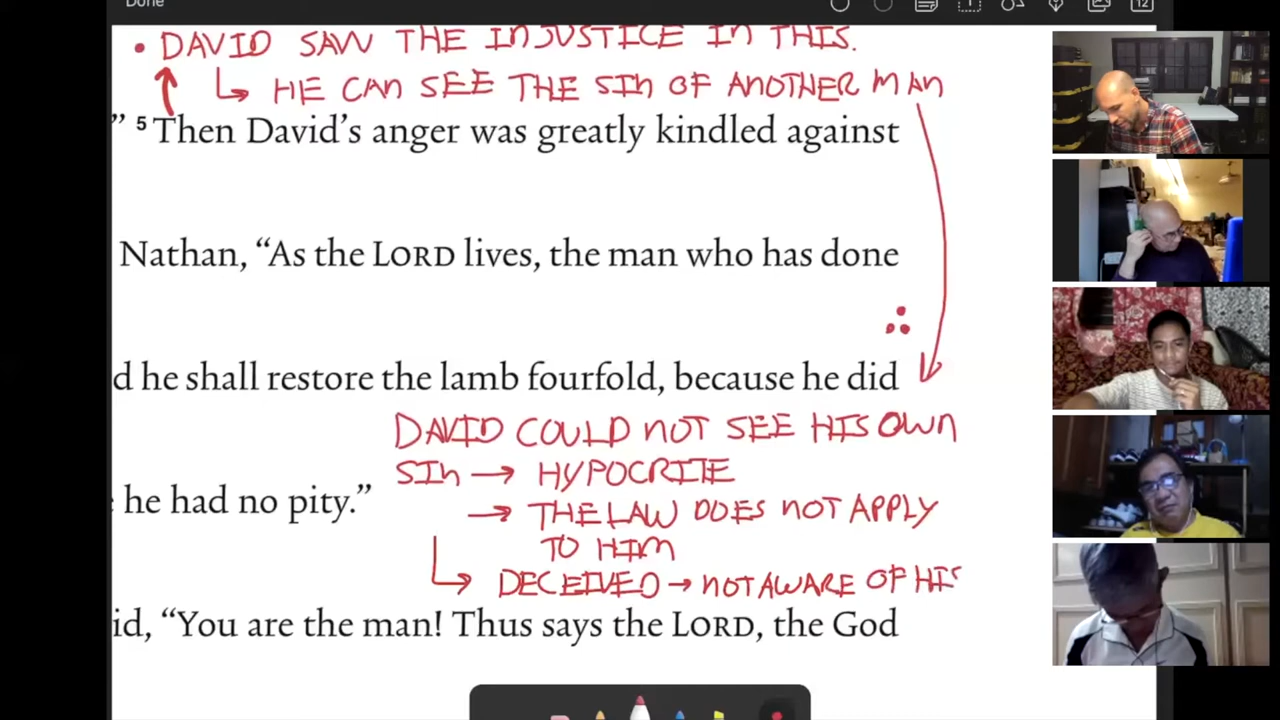 Done
12
• DAVID SAW THE INJUSTICE IN THIS.
HE CAN SEE THE SIN OF ANOTHER MAN
” 5 Then David’s anger was greatly kindled against
Nathan, “As the LORD lives, the man who has done
d he shall restore the lamb fourfold, because he did
DAVID COULD NOT SEE HIS OWN
SIN → HYPOCRITE
he had no pity.”
→ THE LAW DOES NOT APPLY
TO HIM
DECEIVED → NOT AWARE OF HIS
id, “You are the man! Thus says the LORD, the God